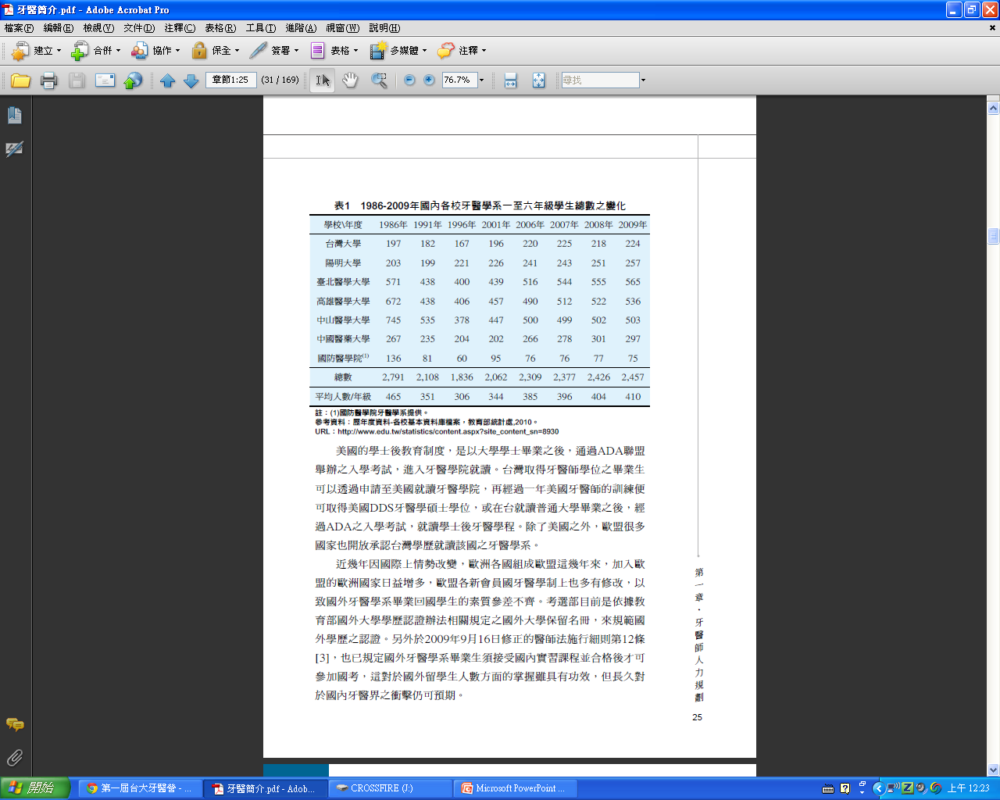 牙醫簡介.pdf - Adobe Acrobat Pro
檔案(F) 編輯(E) 檢視(V) 文件(D) 注釋(C) 表格(R) 工具(T) 進階(A) 視窗(W) 說明(H)
建立 合併 協作 保全 簽署 表格 多媒體 注釋
章節1:25 (31 / 169) 76.7% 尋找
表1 1986-2009年國內各校牙醫學系一至六年級學生總數之變化
學校\年度 1986年 1991年 1996年 2001年 2006年 2007年 2008年 2009年
台灣大學 197 182 167 196 220 225 218 224
陽明大學 203 199 221 226 241 243 251 257
臺北醫學大學 571 438 400 439 516 544 555 565
高雄醫學大學 672 438 406 457 490 512 522 536
中山醫學大學 745 535 378 447 500 499 502 503
中國醫藥大學 267 235 204 202 266 278 301 297
國防醫學院(1) 136 81 60 95 76 76 77 75
總數 2,791 2,108 1,836 2,062 2,309 2,377 2,426 2,457
平均人數/年級 465 351 306 344 385 396 404 410
註：(1)國防醫學院牙醫學系提供。
參考資料：歷年度資料-各校基本資料庫檔案，教育部統計處,2010。
URL：http://www.edu.tw/statistics/content.aspx?site_content_sn=8930
美國的學士後教育制度，是以大學學士畢業之後，通過ADA聯盟
舉辦之入學考試，進入牙醫學院就讀。台灣取得牙醫師學位之畢業生
可以透過申請至美國就讀牙醫學院，再經過一年美國牙醫師的訓練便
可取得美國DDS牙醫學碩士學位，或在台就讀普通大學畢業之後，經
過ADA之入學考試，就讀學士後牙醫學程。除了美國之外，歐盟很多
國家也開放承認台灣學歷就讀該國之牙醫學系。
近幾年因國際上情勢改變，歐洲各國組成歐盟這幾年來，加入歐
盟的歐洲國家日益增多，歐盟各新會員國牙醫學制上也多有修改，以
致國外牙醫學系畢業回國學生的素質參差不齊。考選部目前是依據教
育部國外大學學歷認證辦法相關規定之國外大學保留名冊，來規範國
外學歷之認證。另外於2009年9月16日修正的醫師法施行細則第12條
[3]，也已規定國外牙醫學系畢業生須接受國內實習課程並合格後才可
參加國考，這對於國外留學生人數方面的掌握雖具有功效，但長久對
於國內牙醫界之衝擊仍可預期。
第一章・牙醫師人力規劃
25
開始 第一屆台大牙醫營 - ... 牙醫簡介.pdf - Adob... CROSSFIRE (J:) Microsoft PowerPoint ... 上午 12:23